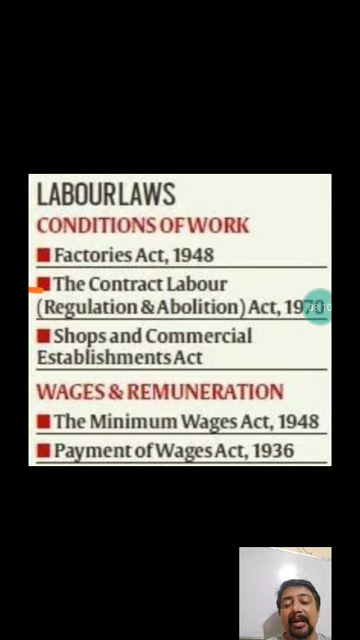 LABOUR LAWS
CONDITIONS OF WORK
Factories Act, 1948
The Contract Labour
(Regulation & Abolition) Act, 1970
Shops and Commercial
Establishments Act
WAGES & REMUNERATION
The Minimum Wages Act, 1948
Payment of Wages Act, 1936